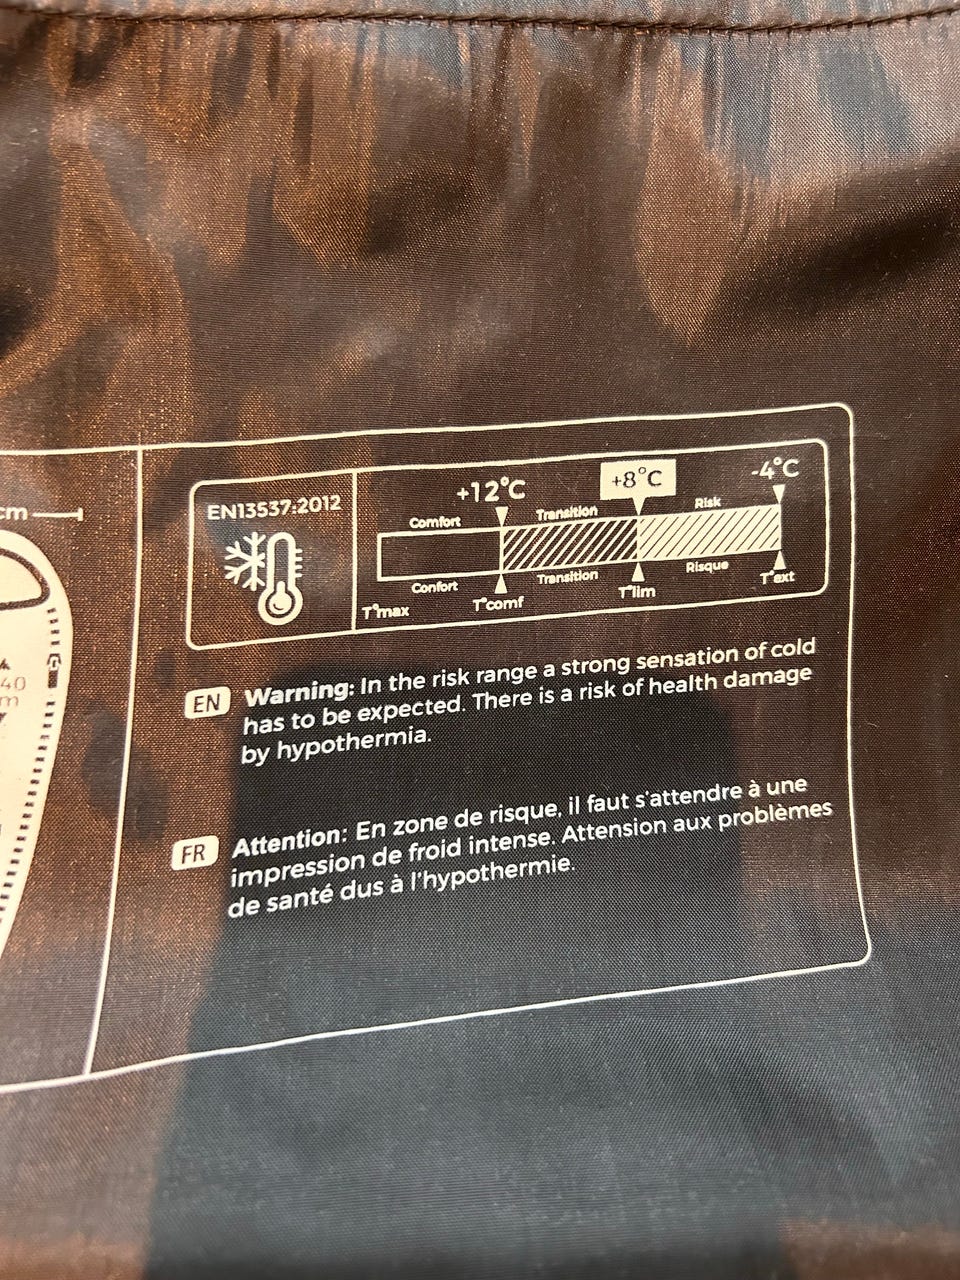 cm
40
m
EN13537:2012
+12°C
+8°C
-4°C
Comfort
Transition
Risk
Confort
Transition
Risque
T°max
T°comf
T°lim
T°ext
EN
Warning: In the risk range a strong sensation of cold
has to be expected. There is a risk of health damage
by hypothermia.
FR
Attention: En zone de risque, il faut s'attendre à une
impression de froid intense. Attension aux problèmes
de santé dus à l'hypothermie.